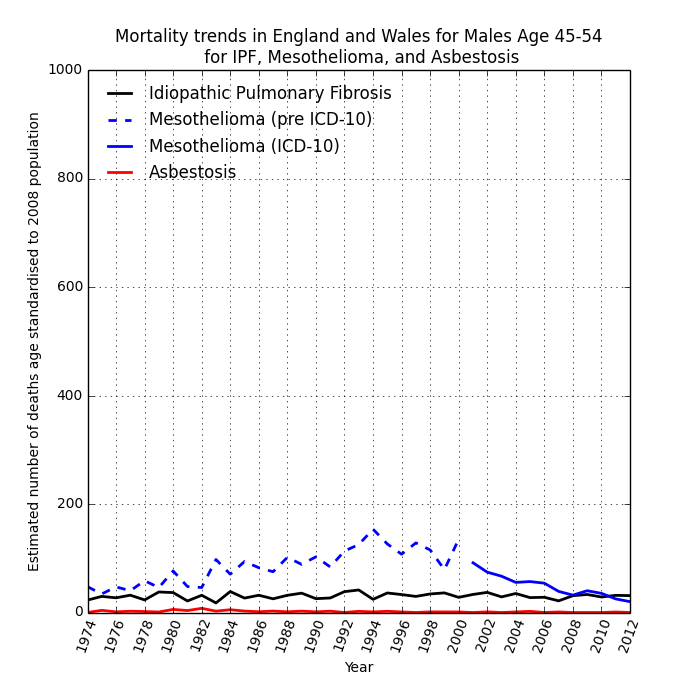 Mortality trends in England and Wales for Males Age 45-54
for IPF, Mesothelioma, and Asbestosis
Estimated number of deaths age standardised to 2008 population
1000
800
600
400
200
0
Idiopathic Pulmonary Fibrosis
Mesothelioma (pre ICD-10)
Mesothelioma (ICD-10)
Asbestosis
1974 1976 1978 1980 1982 1984 1986 1988 1990 1992 1994 1996 1998 2000 2002 2004 2006 2008 2010 2012
Year